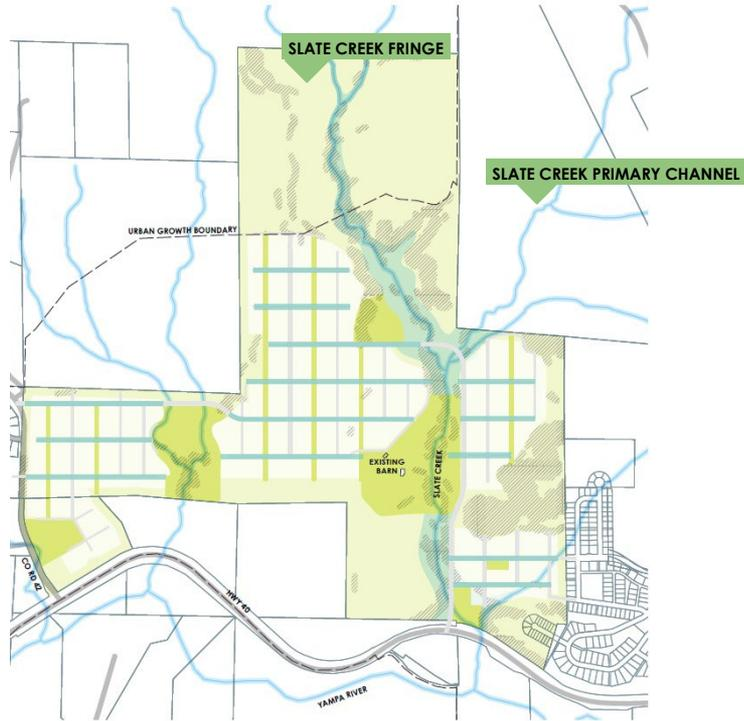 SLATE CREEK FRINGE
SLATE CREEK PRIMARY CHANNEL
URBAN GROWTH BOUNDARY
EXISTING
BARN
SLATE CREEK
CO RD 42
HWY 40
YAMPA RIVER